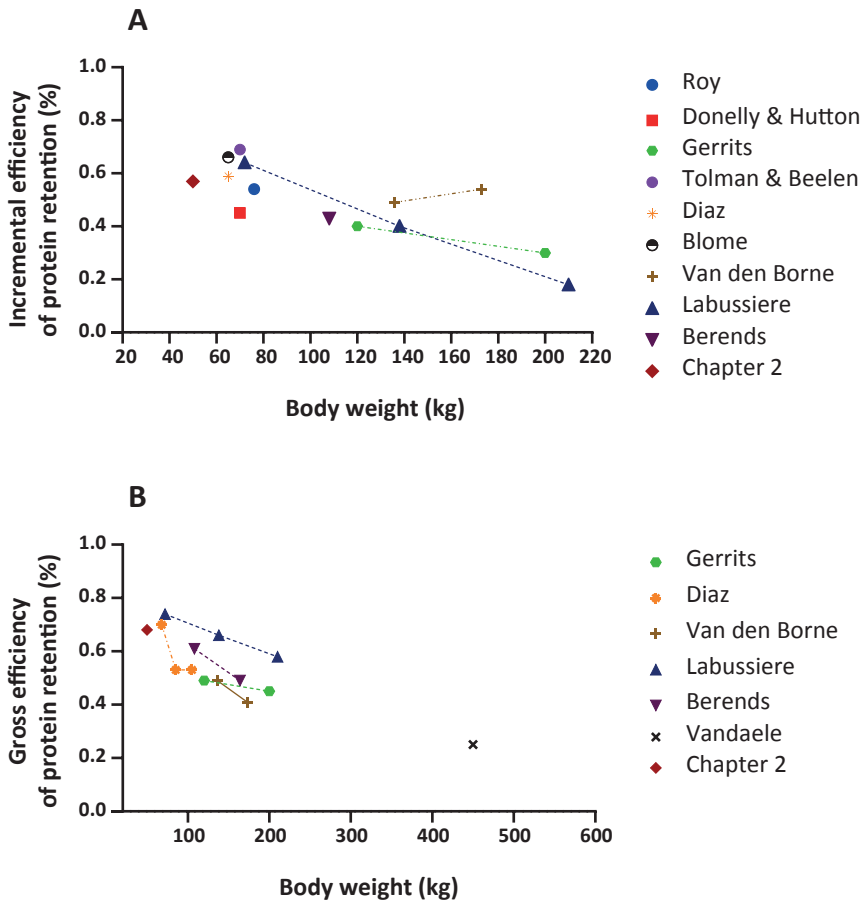 A
Incremental efficiency
of protein retention (%)
1.0
0.8
0.6
0.4
0.2
0.0
20 40 60 80 100 120 140 160 180 200 220
Body weight (kg)
Roy
Donelly & Hutton
Gerrits
Tolman & Beelen
Diaz
Blome
Van den Borne
Labussiere
Berends
Chapter 2
B
Gross efficiency
of protein retention (%)
1.0
0.8
0.6
0.4
0.2
0.0
100 200 300 400 500 600
Body weight (kg)
Gerrits
Diaz
Van den Borne
Labussiere
Berends
Vandaele
Chapter 2